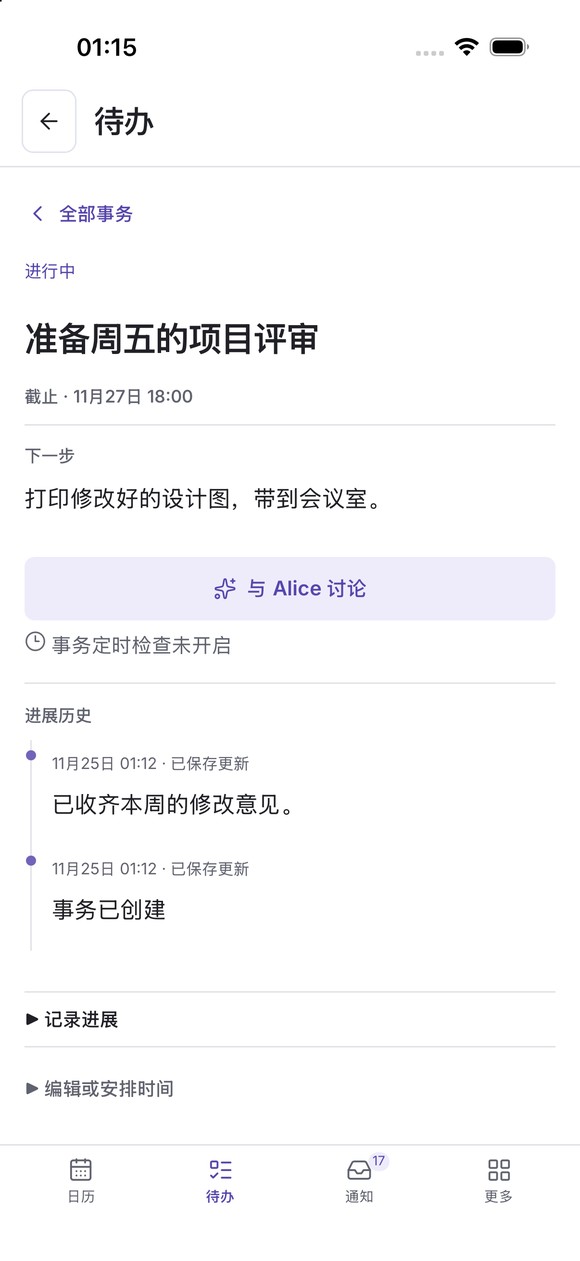 01:15
待办
全部事务
进行中
准备周五的项目评审
截止 · 11月27日 18:00
下一步
打印修改好的设计图，带到会议室。
与 Alice 讨论
事务定时检查未开启
进展历史
11月25日 01:12 · 已保存更新
已收齐本周的修改意见。
11月25日 01:12 · 已保存更新
事务已创建
记录进展
编辑或安排时间
17
日历 待办 通知 更多